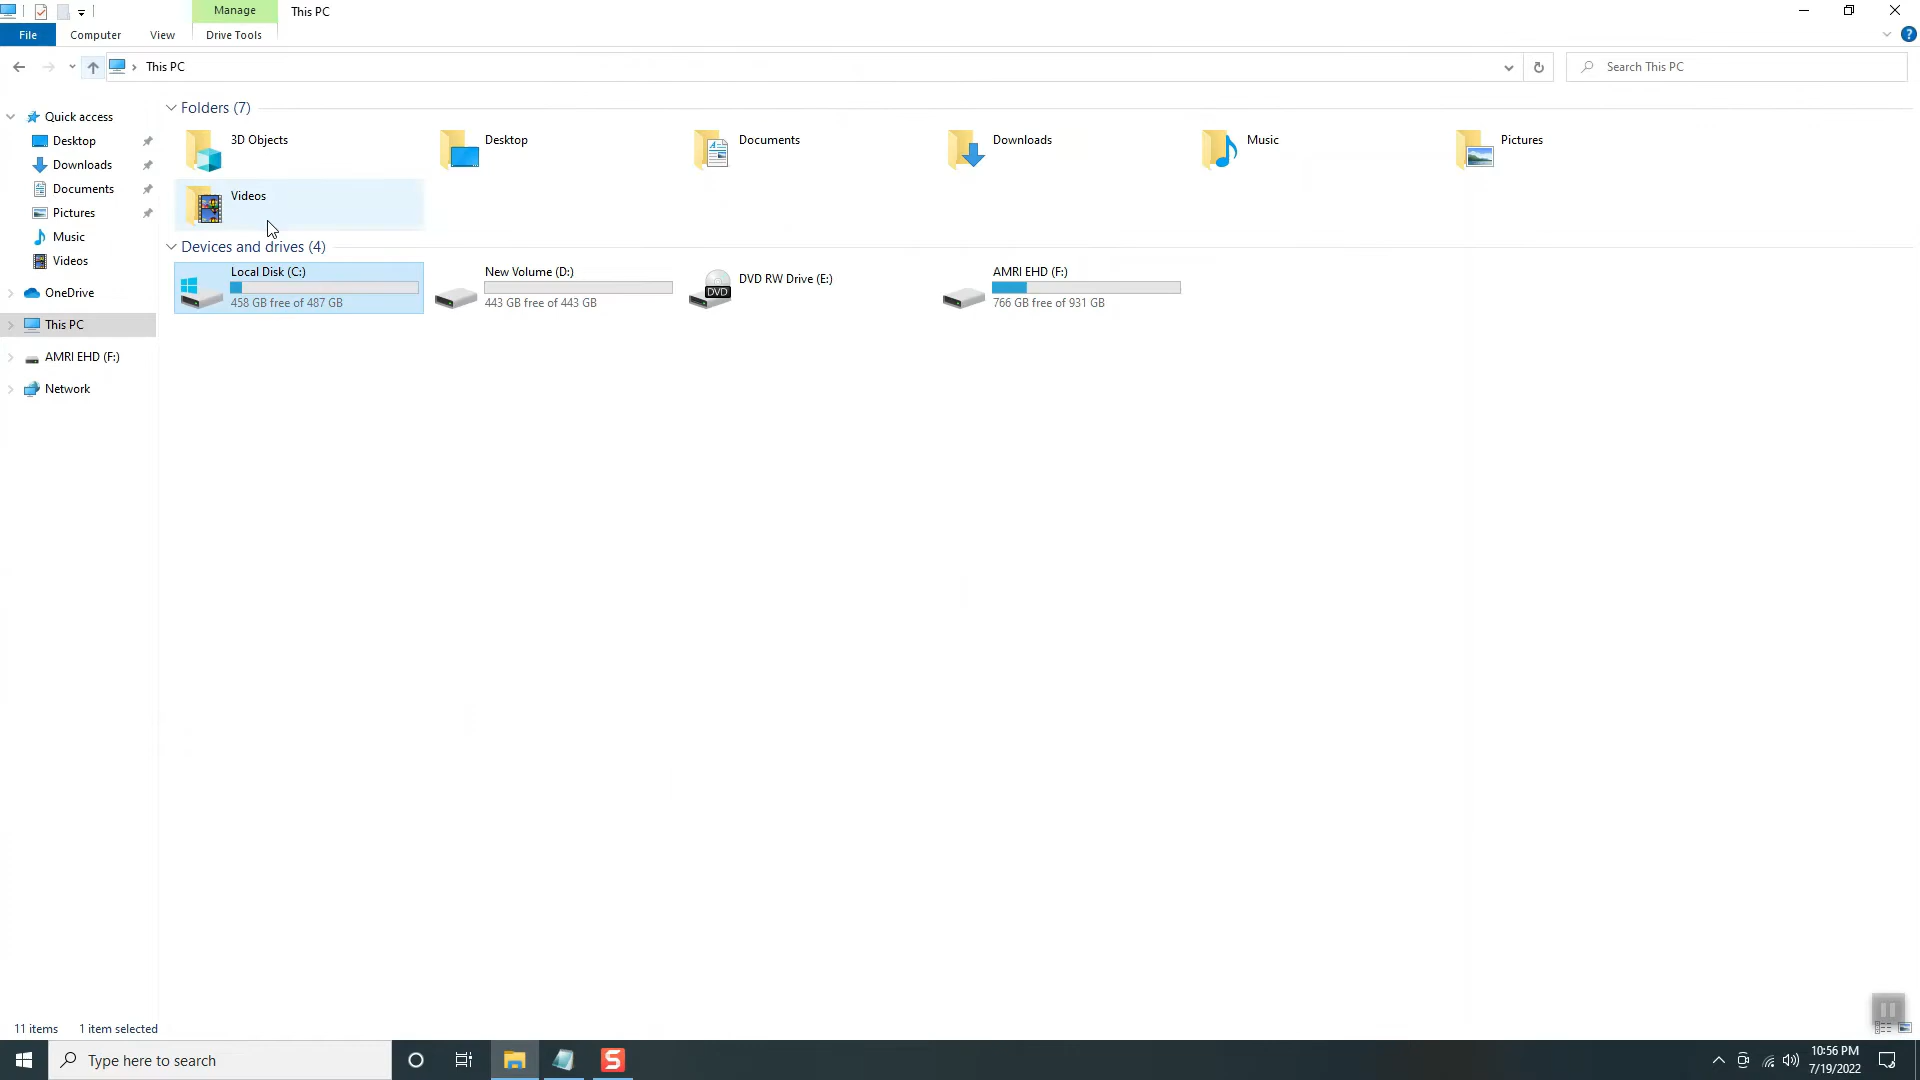 Manage
This PC
File
Computer
View
Drive Tools
This PC
Search This PC
Quick access
Desktop
Downloads
Documents
Pictures
Music
Videos
OneDrive
This PC
AMRI EHD (F:)
Network
Folders (7)
3D Objects
Desktop
Documents
Downloads
Music
Pictures
Videos
Devices and drives (4)
Local Disk (C:)
458 GB free of 487 GB
New Volume (D:)
443 GB free of 443 GB
DVD
DVD RW Drive (E:)
AMRI EHD (F:)
766 GB free of 931 GB
11 items
1 item selected
Type here to search
S
10:56 PM
7/19/2022